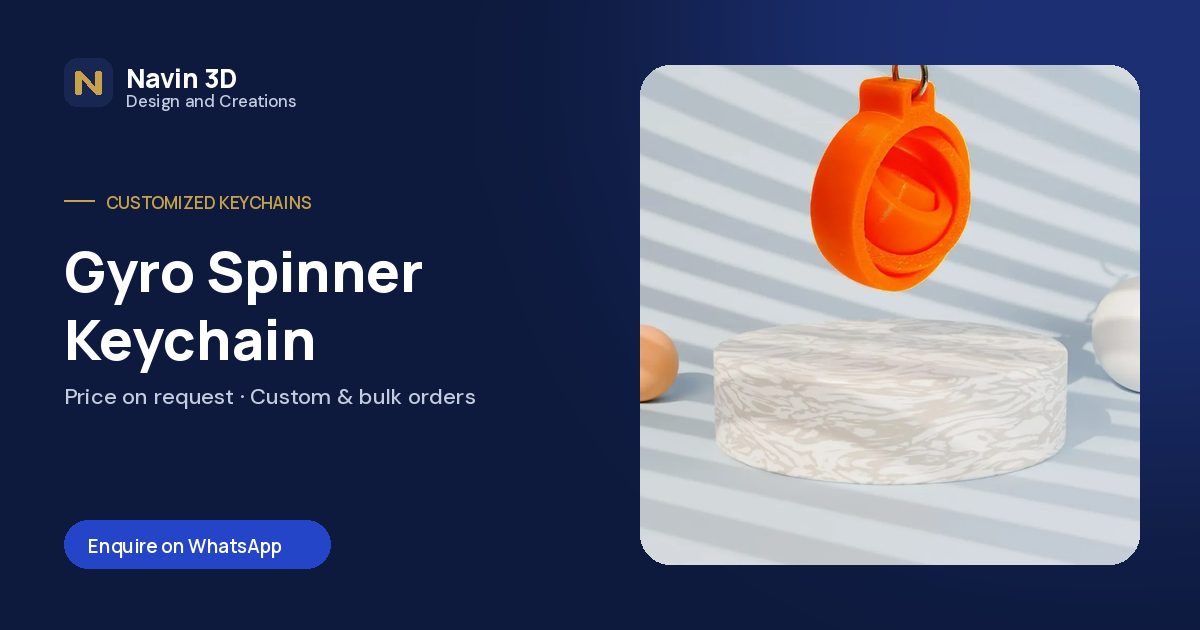 N
Navin 3D
Design and Creations
CUSTOMIZED KEYCHAINS
Gyro Spinner
Keychain
Price on request · Custom & bulk orders
Enquire on WhatsApp